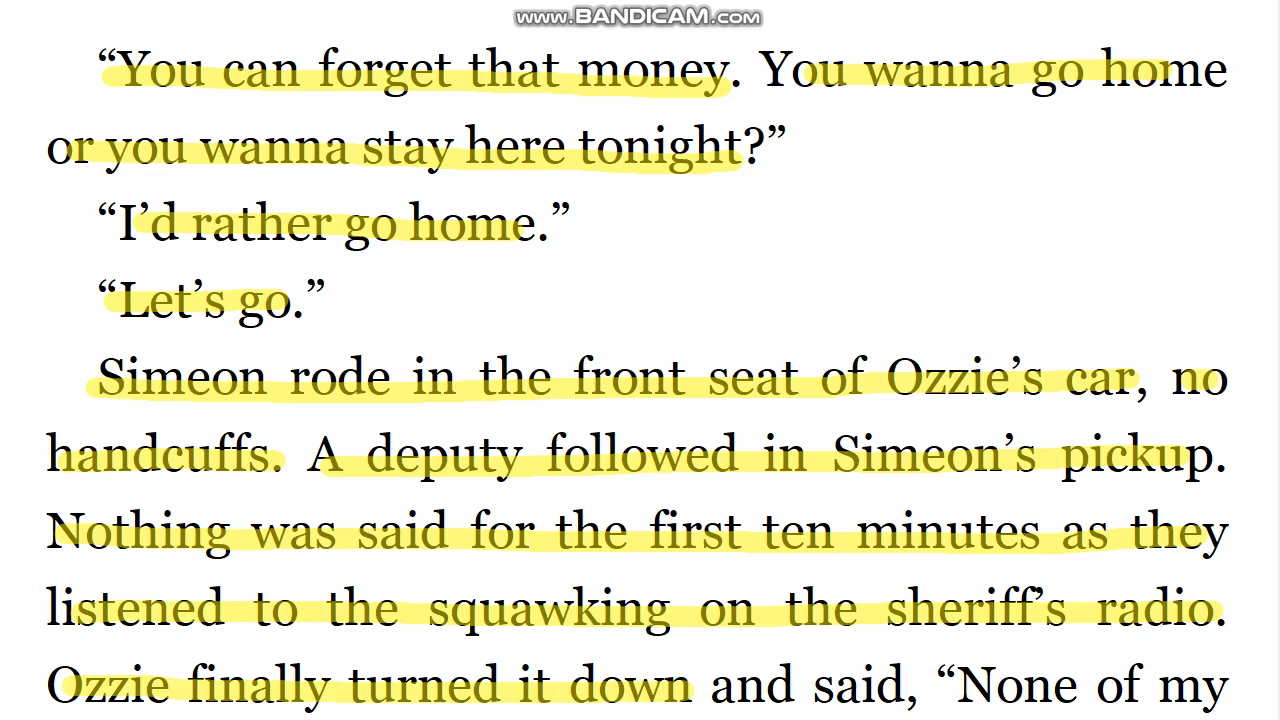 www.BANDICAM.com
“You can forget that money. You wanna go home
or you wanna stay here tonight?”
“I’d rather go home.”
“Let’s go.”
Simeon rode in the front seat of Ozzie’s car, no
handcuffs. A deputy followed in Simeon’s pickup.
Nothing was said for the first ten minutes as they
listened to the squawking on the sheriff’s radio.
Ozzie finally turned it down and said, “None of my